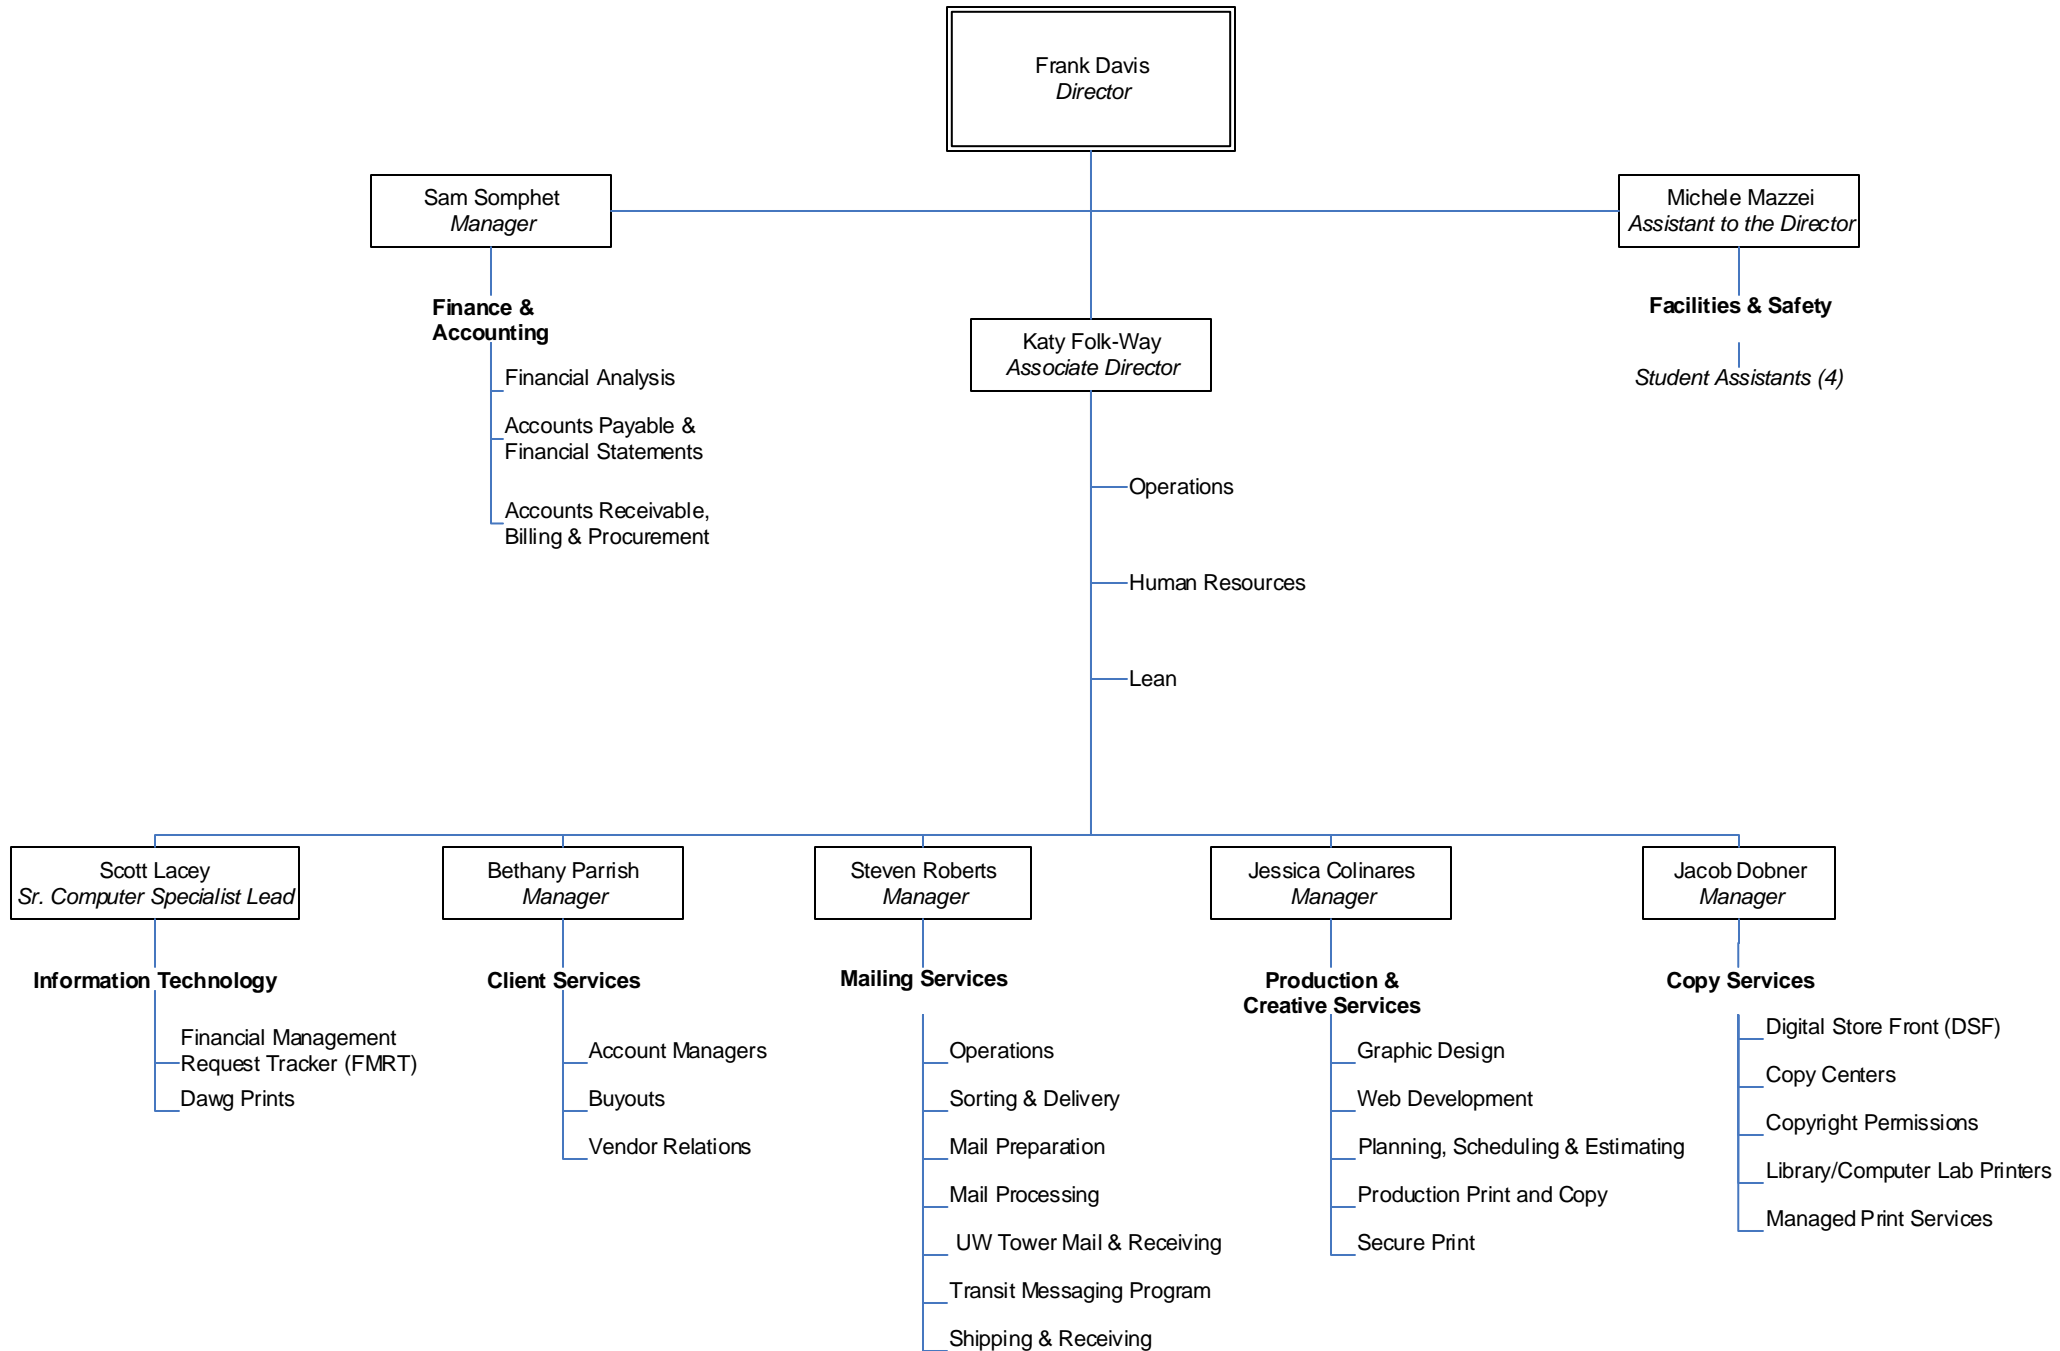 Frank Davis
Director
Sam Somphet
Manager
Michele Mazzei
Assistant to the Director
Finance &
Accounting
Financial Analysis
Accounts Payable &
Financial Statements
Accounts Receivable,
Billing & Procurement
Katy Folk-Way
Associate Director
Operations
Human Resources
Lean
Facilities & Safety
Student Assistants (4)
Scott Lacey
Sr. Computer Specialist Lead
Information Technology
Financial Management
Request Tracker (FMRT)
Dawg Prints
Bethany Parrish
Manager
Client Services
Account Managers
Buyouts
Vendor Relations
Steven Roberts
Manager
Mailing Services
Operations
Sorting & Delivery
Mail Preparation
Mail Processing
UW Tower Mail & Receiving
Transit Messaging Program
Shipping & Receiving
Jessica Colinares
Manager
Production &
Creative Services
Graphic Design
Web Development
Planning, Scheduling & Estimating
Production Print and Copy
Secure Print
Jacob Dobner
Manager
Copy Services
Digital Store Front (DSF)
Copy Centers
Copyright Permissions
Library/Computer Lab Printers
Managed Print Services